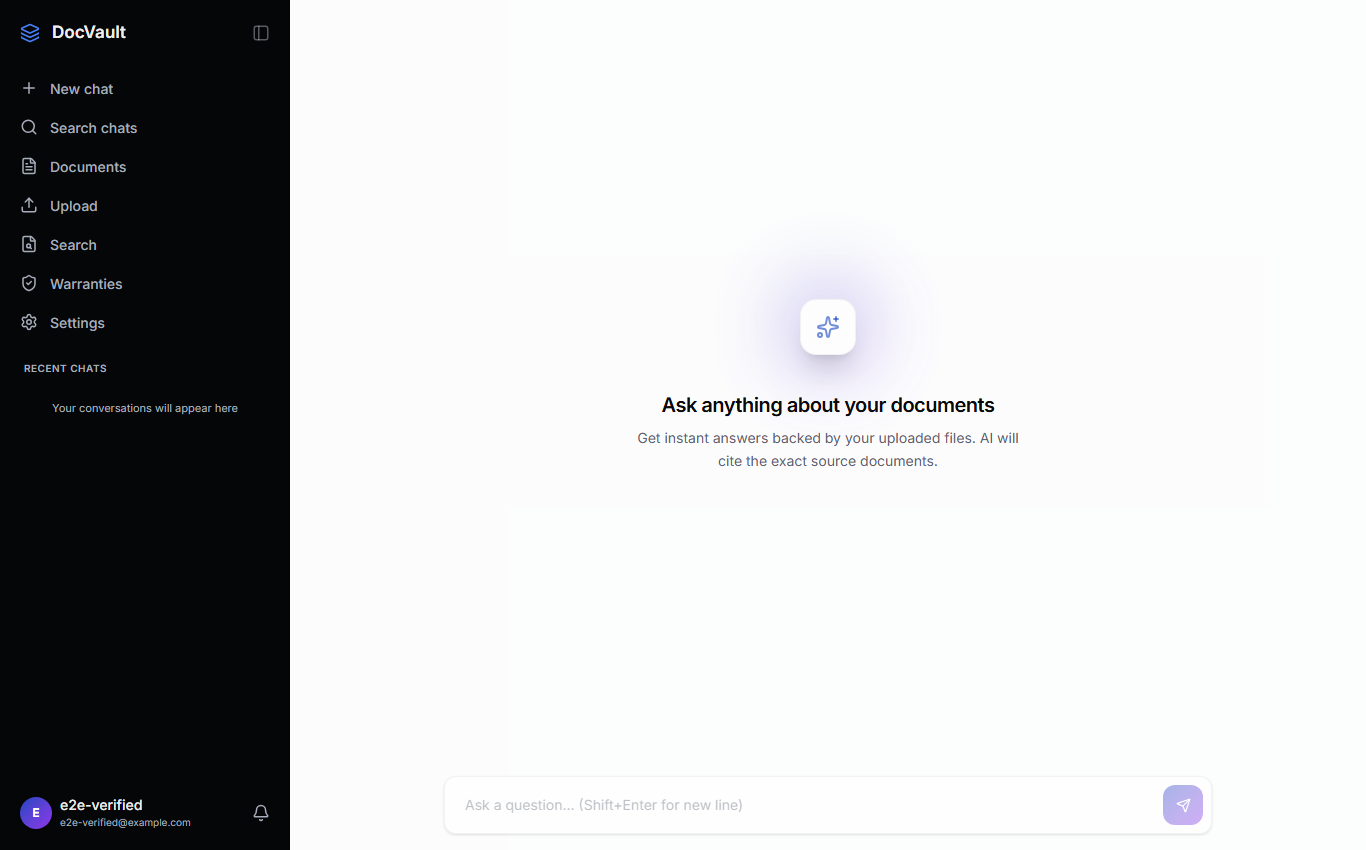 DocVault
New chat
Search chats
Documents
Upload
Search
Warranties
Settings
RECENT CHATS
Your conversations will appear here
E
e2e-verified
e2e-verified@example.com
Ask anything about your documents
Get instant answers backed by your uploaded files. AI will
cite the exact source documents.
Ask a question... (Shift+Enter for new line)